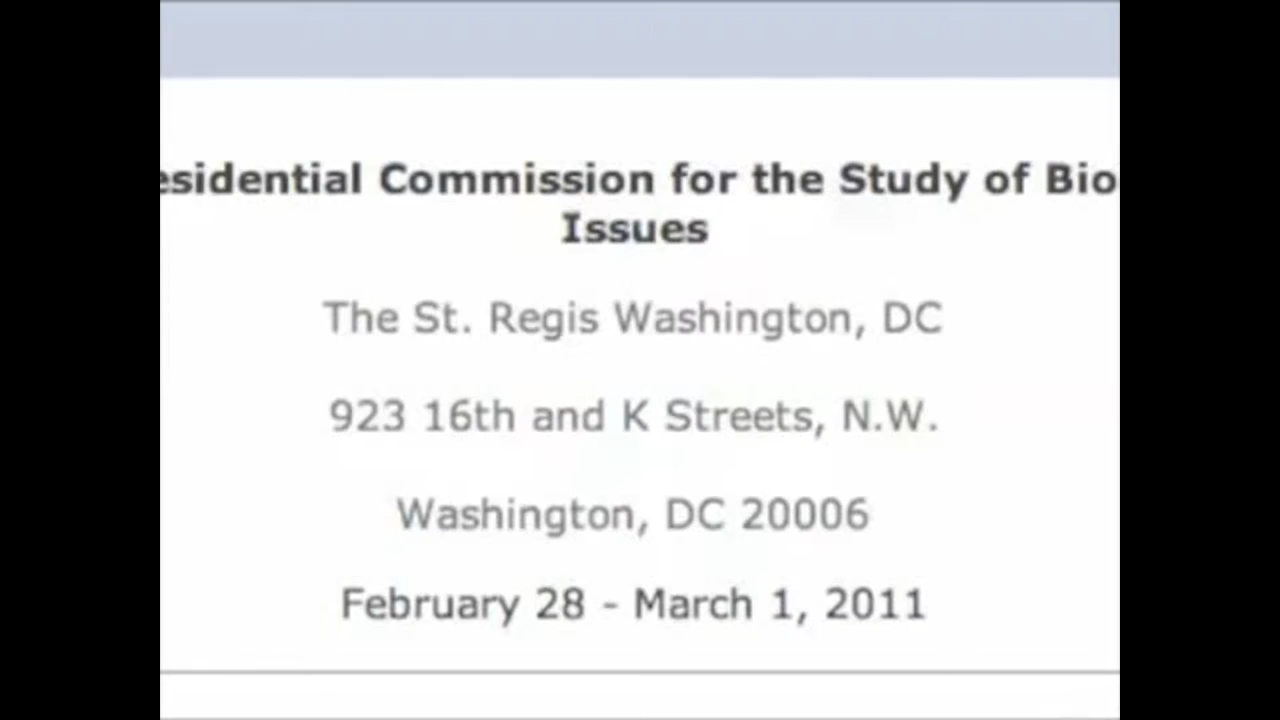 esidential Commission for the Study of Bio
Issues
The St. Regis Washington, DC
923 16th and K Streets, N.W.
Washington, DC 20006
February 28 - March 1, 2011